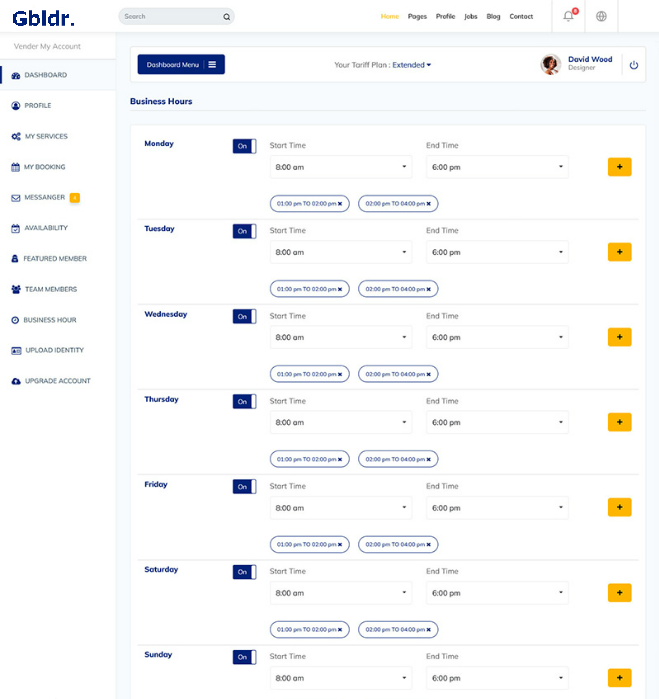 Gbldr.
Search
Home Pages Profile Jobs Blog Contact
Vender My Account
DASHBOARD
PROFILE
MY SERVICES
MY BOOKING
MESSANGER
AVAILABILITY
FEATURED MEMBER
TEAM MEMBERS
BUSINESS HOUR
UPLOAD IDENTITY
UPGRADE ACCOUNT
Dashboard Menu
Your Tariff Plan : Extended
David Wood
Designer
Business Hours
Monday On Start Time End Time
8:00 am 6:00 pm +
01:00 pm TO 02:00 pm 02:00 pm TO 04:00 pm
Tuesday On Start Time End Time
8:00 am 6:00 pm +
01:00 pm TO 02:00 pm 02:00 pm TO 04:00 pm
Wednesday On Start Time End Time
8:00 am 6:00 pm +
01:00 pm TO 02:00 pm 02:00 pm TO 04:00 pm
Thursday On Start Time End Time
8:00 am 6:00 pm +
01:00 pm TO 02:00 pm 02:00 pm TO 04:00 pm
Friday On Start Time End Time
8:00 am 6:00 pm +
01:00 pm TO 02:00 pm 02:00 pm TO 04:00 pm
Saturday On Start Time End Time
8:00 am 6:00 pm +
01:00 pm TO 02:00 pm 02:00 pm TO 04:00 pm
Sunday On Start Time End Time
8:00 am 6:00 pm +